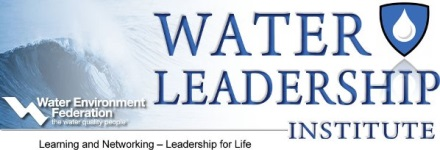 WATER
LEADERSHIP
INSTITUTE
Water Environment
Federation
the water quality people
Learning and Networking – Leadership for Life